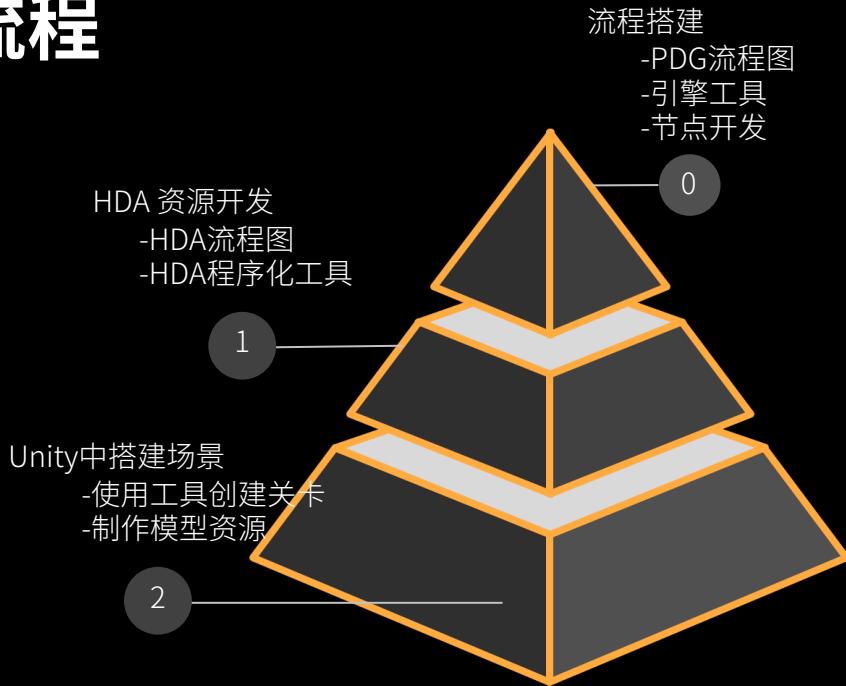 流程
流程搭建
-PDG流程图
-引擎工具
-节点开发
0
HDA 资源开发
-HDA流程图
-HDA程序化工具
1
Unity中搭建场景
-使用工具创建关卡
-制作模型资源
2